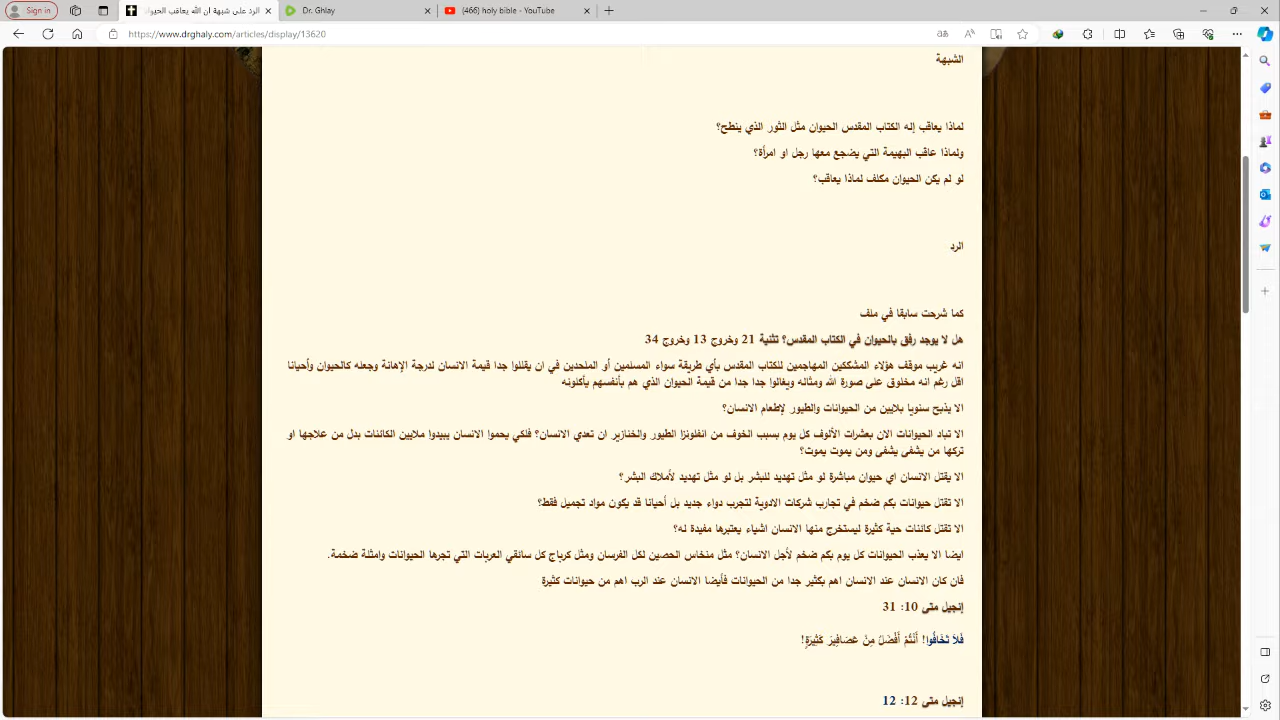 Sign in
الرد على شبهة ان الله يعاقب الحيوا
Dr. Ghlay
(466) holy bible - YouTube
https://www.drghaly.com/articles/display/13620
الشبهة
لماذا يعاقب إله الكتاب المقدس الحيوان مثل الثور الذي ينطح؟
ولماذا عاقب البهيمة التي يضجع معها رجل او امرأة؟
لو لم يكن الحيوان مكلف لماذا يعاقب؟
الرد
كما شرحت سابقا في ملف
هل لا يوجد رفق بالحيوان في الكتاب المقدس؟ تثنية 21 وخروج 13 وخروج 34
انه غريب موقف هؤلاء المشككين المهاجمين للكتاب المقدس بأي طريقة سواء المسلمين أو الملحدين في ان يقللوا جدا قيمة الانسان لدرجة الإهانة وجعله كالحيوان وأحيانا
اقل رغم انه مخلوق على صورة الله ومثاله ويغالوا جدا جدا من قيمة الحيوان الذي هم بأنفسهم يأكلونه
الا يذبح سنويا بلايين من الحيوانات والطيور لإطعام الانسان؟
الا تباد الحيوانات الان بعشرات الألوف كل يوم بسبب الخوف من انفلونزا الطيور والخنازير ان تعدي الانسان؟ فلكي يحموا الانسان يبيدوا ملايين الكائنات بدل من علاجها او
تركها من يشفى يشفى ومن يموت يموت؟
الا يقتل الانسان اي حيوان مباشرة لو مثل تهديد للبشر بل لو مثل تهديد لأملاك البشر؟
الا تقتل حيوانات بكم ضخم في تجارب شركات الادوية لتجرب دواء جديد بل أحيانا قد يكون مواد تجميل فقط؟
الا تقتل كائنات حية كثيرة ليستخرج منها الانسان اشياء يعتبرها مفيدة له؟
ايضا الا يعذب الحيوانات كل يوم بكم ضخم لأجل الانسان؟ مثل منخاس الحصين لكل الفرسان ومثل كرباج كل سائقي العربات التي تجرها الحيوانات وامثلة ضخمة.
فان كان الانسان عند الانسان اهم بكثير جدا من الحيوانات فأيضا الانسان عند الرب اهم من حيوانات كثيرة
إنجيل متى 10: 31
فَلاَ تَخَافُوا! أَنْتُمْ أَفْضَلُ مِنْ عَصَافِيرَ كَثِيرَةٍ!
إنجيل متى 12: 12